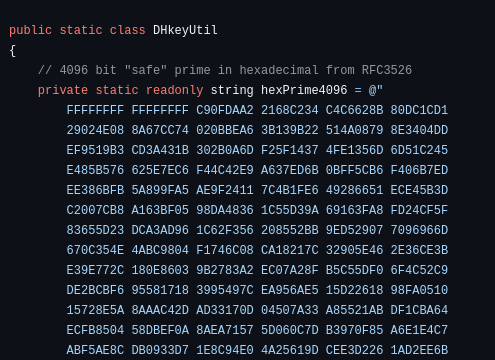 public static class DHkeyUtil
{
// 4096 bit "safe" prime in hexadecimal from RFC3526
private static readonly string hexPrime4096 = @"
FFFFFFFF FFFFFFFF C90FDAA2 2168C234 C4C6628B 80DC1CD1
29024E08 8A67CC74 020BBEA6 3B139B22 514A0879 8E3404DD
EF9519B3 CD3A431B 302B0A6D F25F1437 4FE1356D 6D51C245
E485B576 625E7EC6 F44C42E9 A637ED6B 0BFF5CB6 F406B7ED
EE386BFB 5A899FA5 AE9F2411 7C4B1FE6 49286651 ECE45B3D
C2007CB8 A163BF05 98DA4836 1C55D39A 69163FA8 FD24CF5F
83655D23 DCA3AD96 1C62F356 208552BB 9ED52907 7096966D
670C354E 4ABC9804 F1746C08 CA18217C 32905E46 2E36CE3B
E39E772C 180E8603 9B2783A2 EC07A28F B5C55DF0 6F4C52C9
DE2BCBF6 95581718 3995497C EA956AE5 15D22618 98FA0510
15728E5A 8AAAC42D AD33170D 04507A33 A85521AB DF1CBA64
ECFB8504 58DBEF0A 8AEA7157 5D060C7D B3970F85 A6E1E4C7
ABF5AE8C DB0933D7 1E8C94E0 4A25619D CEE3D226 1AD2EE6B